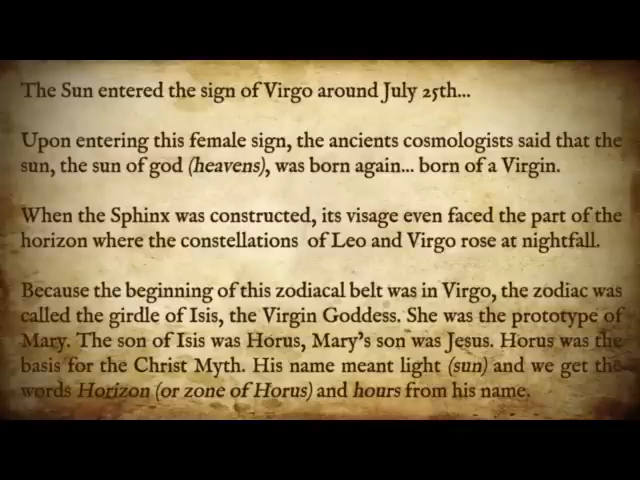 The Sun entered the sign of Virgo around July 25th...
Upon entering this female sign, the ancients cosmologists said that the
sun, the sun of god (heavens), was born again... born of a Virgin.
When the Sphinx was constructed, its visage even faced the part of the
horizon where the constellations of Leo and Virgo rose at nightfall.
Because the beginning of this zodiacal belt was in Virgo, the zodiac was
called the girdle of Isis, the Virgin Goddess. She was the prototype of
Mary. The son of Isis was Horus, Mary's son was Jesus. Horus was the
basis for the Christ Myth. His name meant light (sun) and we get the
words Horizon (or zone of Horus) and hours from his name.